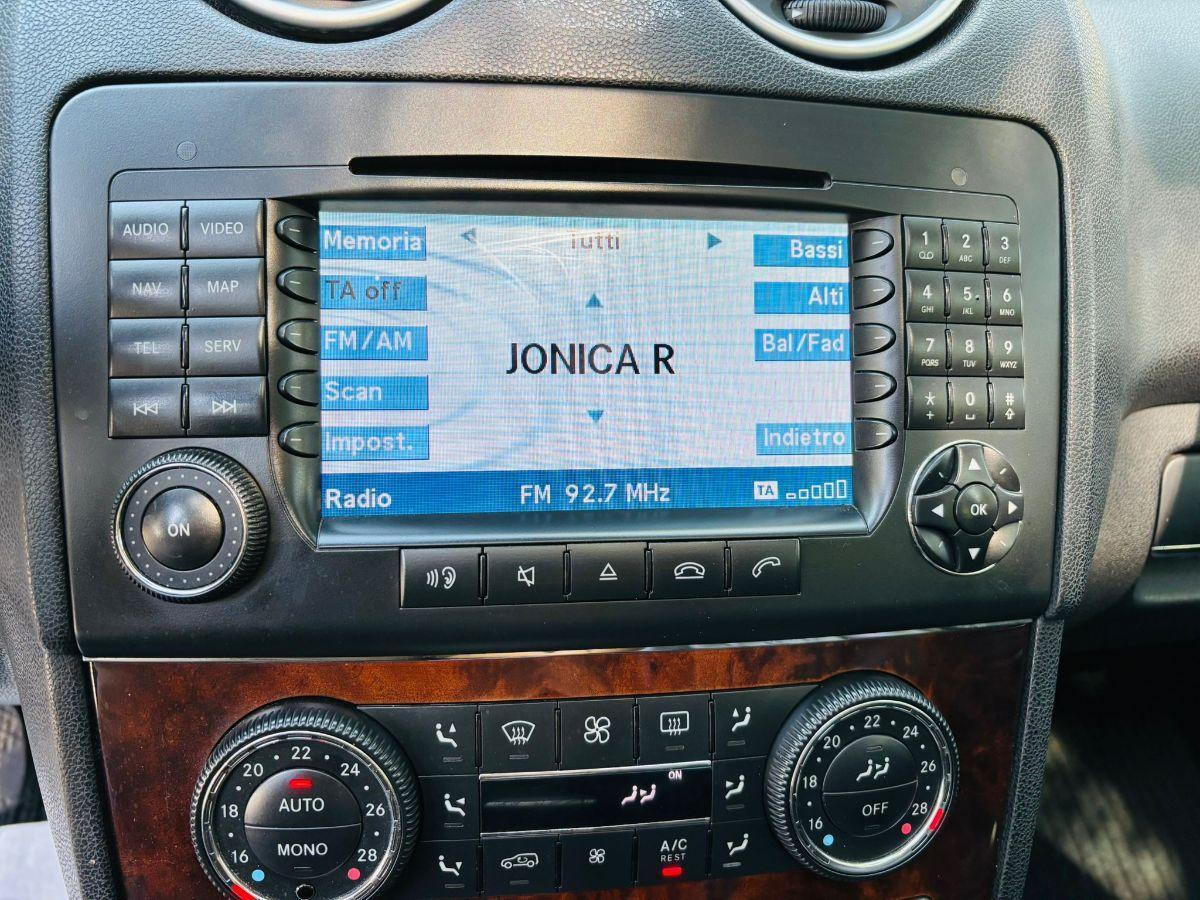 AUDIO VIDEO
NAV MAP
TEL SERV
ON
Memoria
TA off
FM/AM
Scan
Impost.
Tutti
JONICA R
Bassi
Alti
Bal/Fad
Indietro
Radio FM 92.7 MHz TA
1 2 ABC 3 DEF
4 GHI 5 JKL 6 MNO
7 PQRS 8 TUV 9 WXYZ
* + 0 #
OK
16 18 20 22 24 26 28
AUTO
MONO
ON
A/C
REST
16 18 20 22 24 26 28
OFF